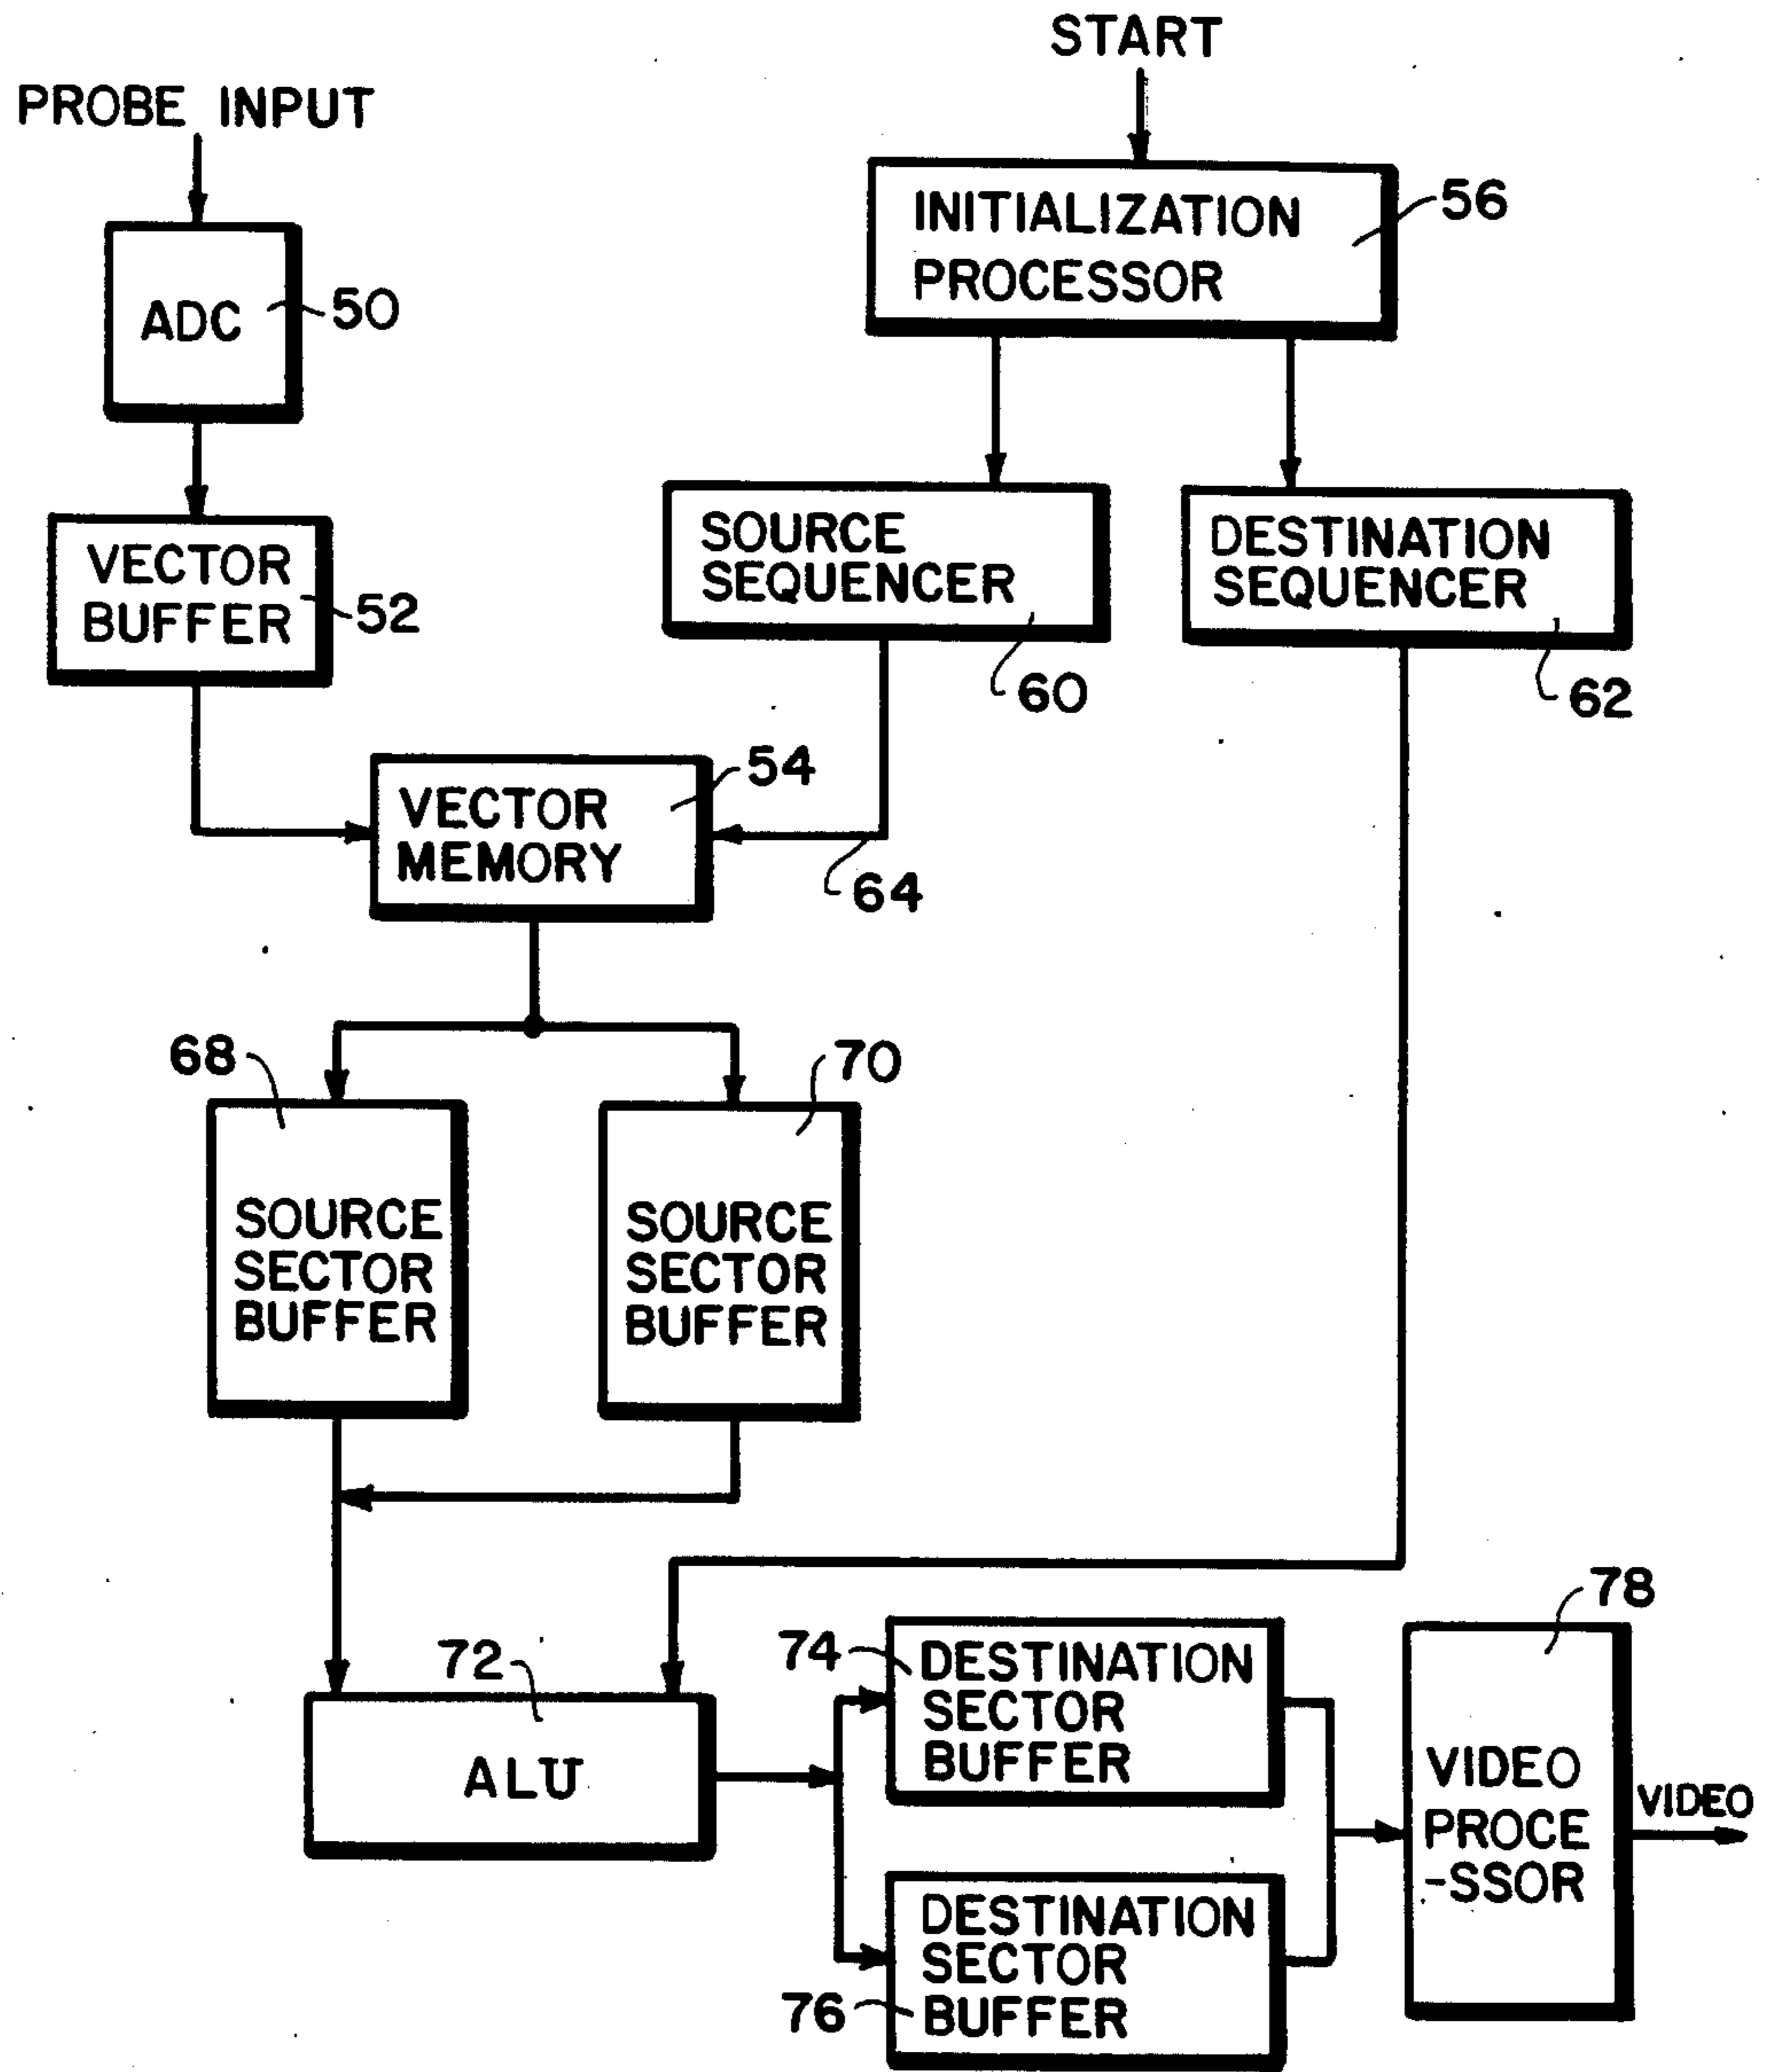 START
PROBE INPUT
INITIALIZATION
PROCESSOR
56
ADC
50
SOURCE
SEQUENCER
60
DESTINATION
SEQUENCER
62
VECTOR
BUFFER
52
VECTOR
MEMORY
54
64
68
70
SOURCE
SECTOR
BUFFER
SOURCE
SECTOR
BUFFER
72
ALU
74
DESTINATION
SECTOR
BUFFER
76
DESTINATION
SECTOR
BUFFER
78
VIDEO
PROCE
-SSOR
VIDEO